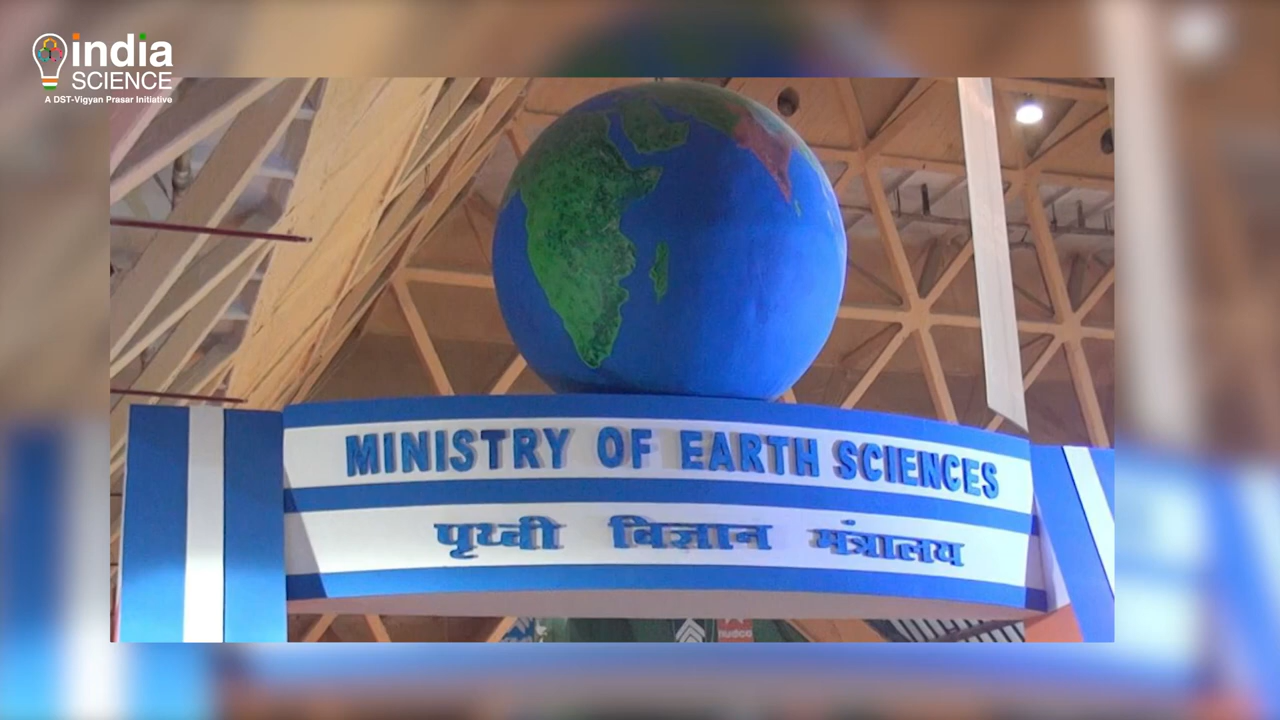 india
SCIENCE
A DST-Vigyan Prasar Initiative
MINISTRY OF EARTH SCIENCES
पृथ्वी विज्ञान मंत्रालय